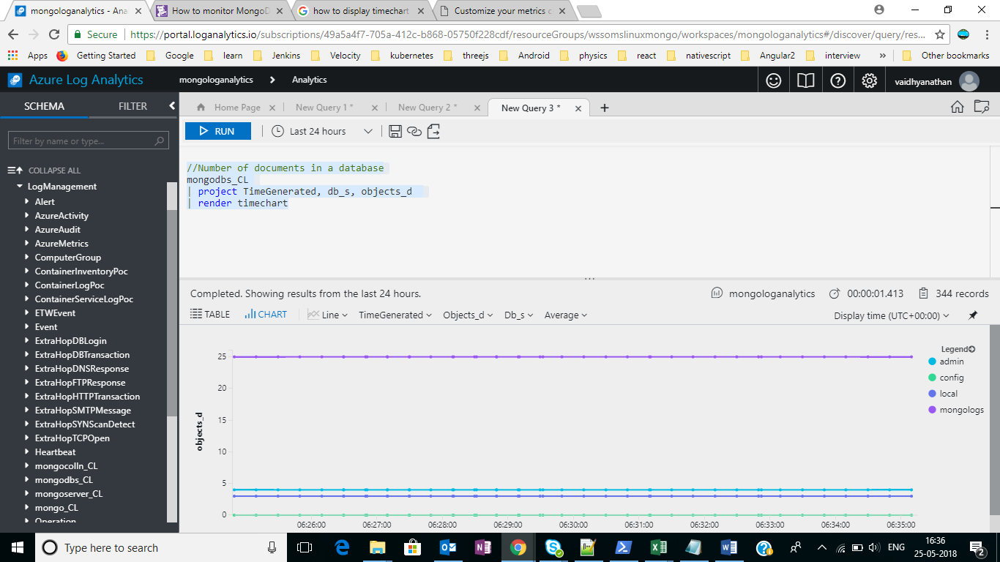 mongologanalytics - Ana
How to monitor MongoD
how to display timechart
Customize your metrics c
Secure
https://portal.loganalytics.io/subscriptions/49a5a4f7-705a-412c-b868-05750f228cdf/resourceGroups/wssomslinuxmongo/workspaces/mongologanalytics#/discover/query/res...
Apps Getting Started Google learn Jenkins Velocity kubernetes threejs Android physics react nativescript Angular2 interview » Other bookmarks
Azure Log Analytics mongologanalytics Analytics vaidhyanathan
SCHEMA FILTER
Home Page New Query 1 * New Query 2 * New Query 3 *
RUN Last 24 hours
Filter by name or type...
COLLAPSE ALL
LogManagement
Alert
AzureActivity
AzureAudit
AzureMetrics
ComputerGroup
ContainerInventoryPoc
ContainerLogPoc
ContainerServiceLogPoc
ETWEvent
Event
ExtraHopDBLogin
ExtraHopDBTransaction
ExtraHopDNSResponse
ExtraHopFTPResponse
ExtraHopHTTPTransaction
ExtraHopSMTPMessage
ExtraHopSYNScanDetect
ExtraHopTCPOpen
Heartbeat
mongocolln_CL
mongodbs_CL
mongoserver_CL
mongo_CL
Operation
//Number of documents in a database
mongodbs_CL
| project TimeGenerated, db_s, objects_d
| render timechart
Completed. Showing results from the last 24 hours. mongologanalytics 00:00:01.413 344 records
TABLE CHART Line TimeGenerated Objects_d Db_s Average Display time (UTC+00:00)
Legend
admin
config
local
mongologs
objects_d
25
20
15
10
5
0
06:26:00 06:27:00 06:28:00 06:29:00 06:30:00 06:31:00 06:32:00 06:33:00 06:34:00 06:35:00
Type here to search
ENG
16:36
25-05-2018
2